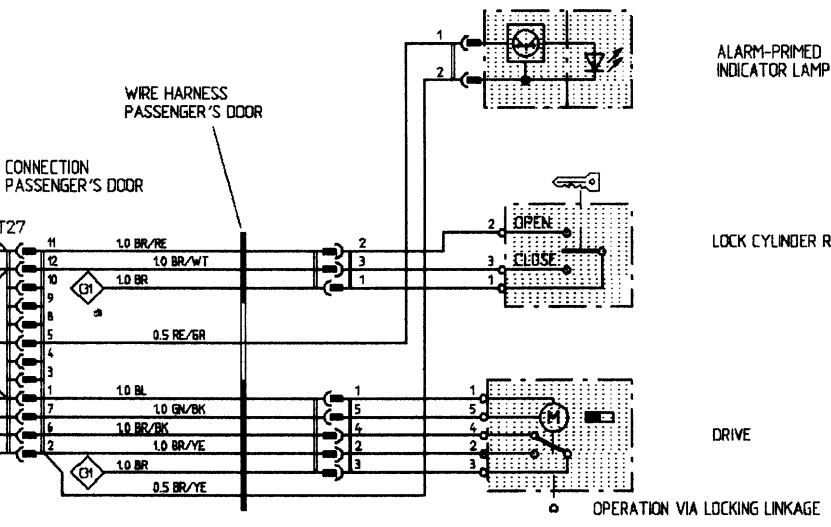 1
ALARM-PRIMED
INDICATOR LAMP
2
WIRE HARNESS
PASSENGER'S DOOR
CONNECTION
PASSENGER'S DOOR
T27
11 1.0 BR/RE 2 2 OPEN
12 1.0 BR/WT 3 3 CLOSE
LOCK CYLINDER R
10 G1 1.0 BR 1 1
9
8
5 0.5 RE/GR
4
3
1 1.0 BL 1 1
7 1.0 GN/BK 5 5 M
6 1.0 BR/BK 4 4
DRIVE
2 1.0 BR/YE 2 2
G1 1.0 BR 3 3
0.5 BR/YE
OPERATION VIA LOCKING LINKAGE